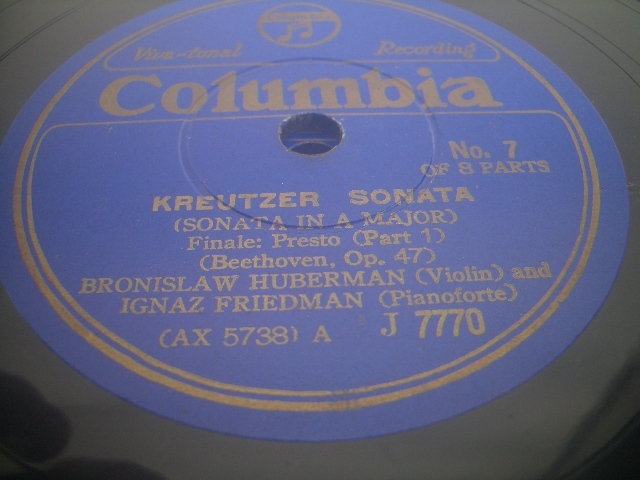 Viva-tonal Recording
Columbia
No. 7
OF 8 PARTS
KREUTZER SONATA
(SONATA IN A MAJOR)
Finale: Presto (Part 1)
(Beethoven, Op. 47)
BRONISLAW HUBERMAN (Violin) and
IGNAZ FRIEDMAN (Pianoforte)
(AX 5738) A J 7770